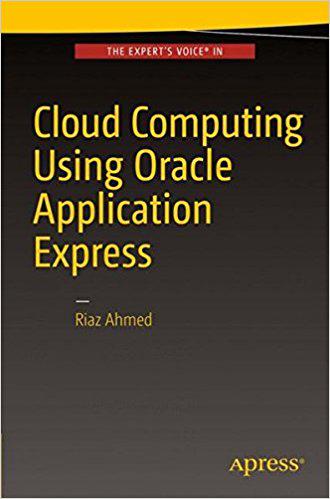 THE EXPERT'S VOICE® IN
Cloud Computing
Using Oracle
Application
Express
—
Riaz Ahmed
Apress®